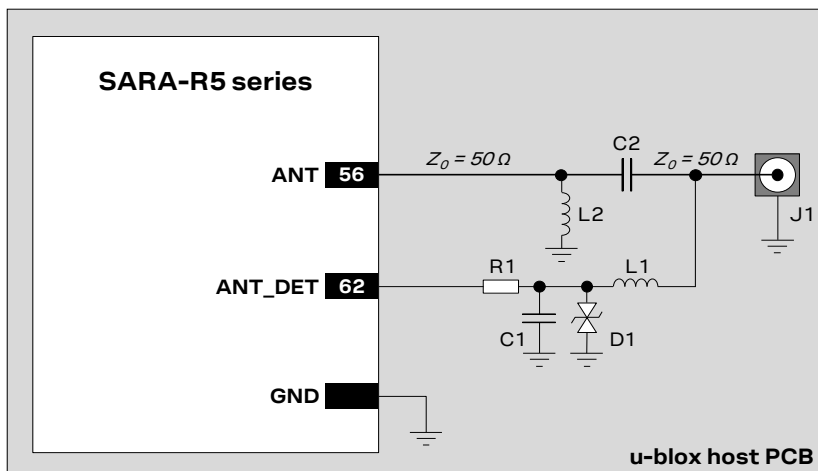 SARA-R5 series
C2
Z₀ = 50 Ω
Z₀ = 50 Ω
ANT 56
L2
J1
R1
L1
ANT_DET 62
C1
D1
GND
u-blox host PCB